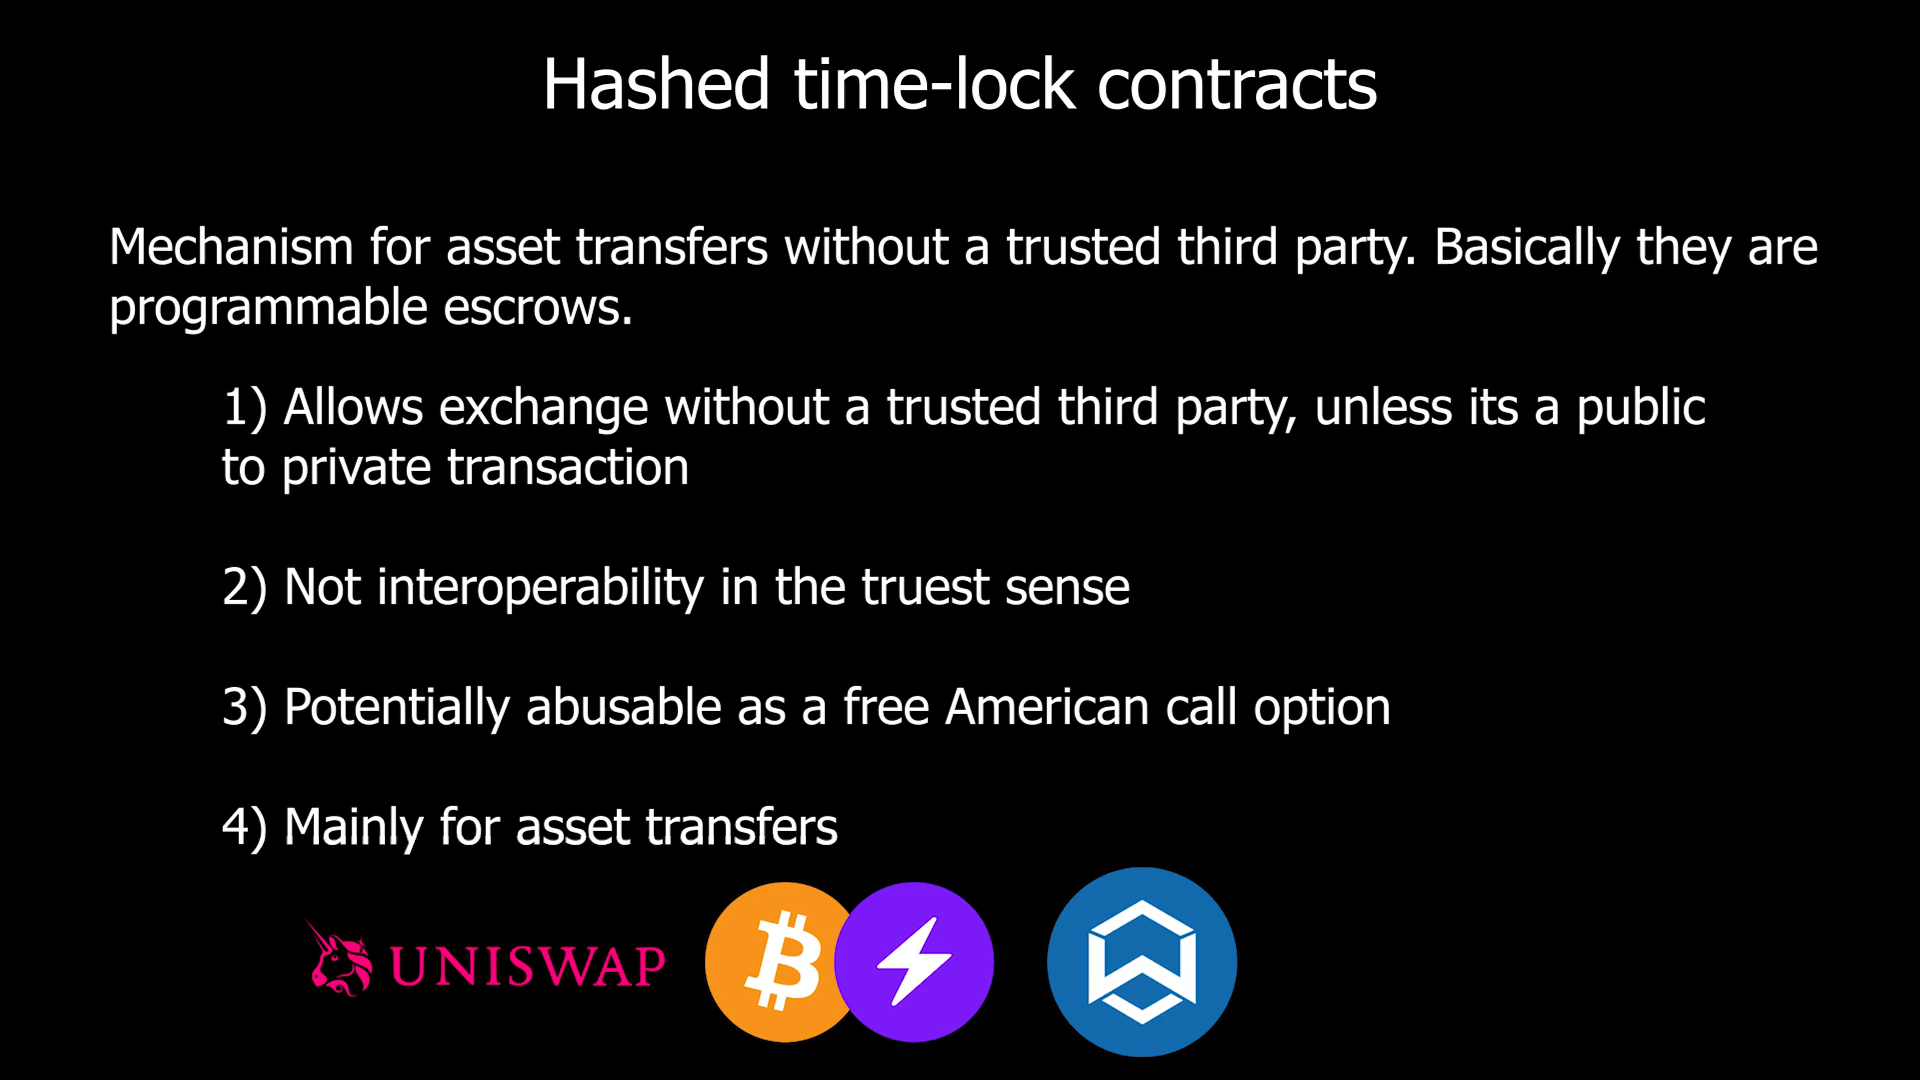 Hashed time-lock contracts
Mechanism for asset transfers without a trusted third party. Basically they are
programmable escrows.
1) Allows exchange without a trusted third party, unless its a public
to private transaction
2) Not interoperability in the truest sense
3) Potentially abusable as a free American call option
4) Mainly for asset transfers
UNISWAP